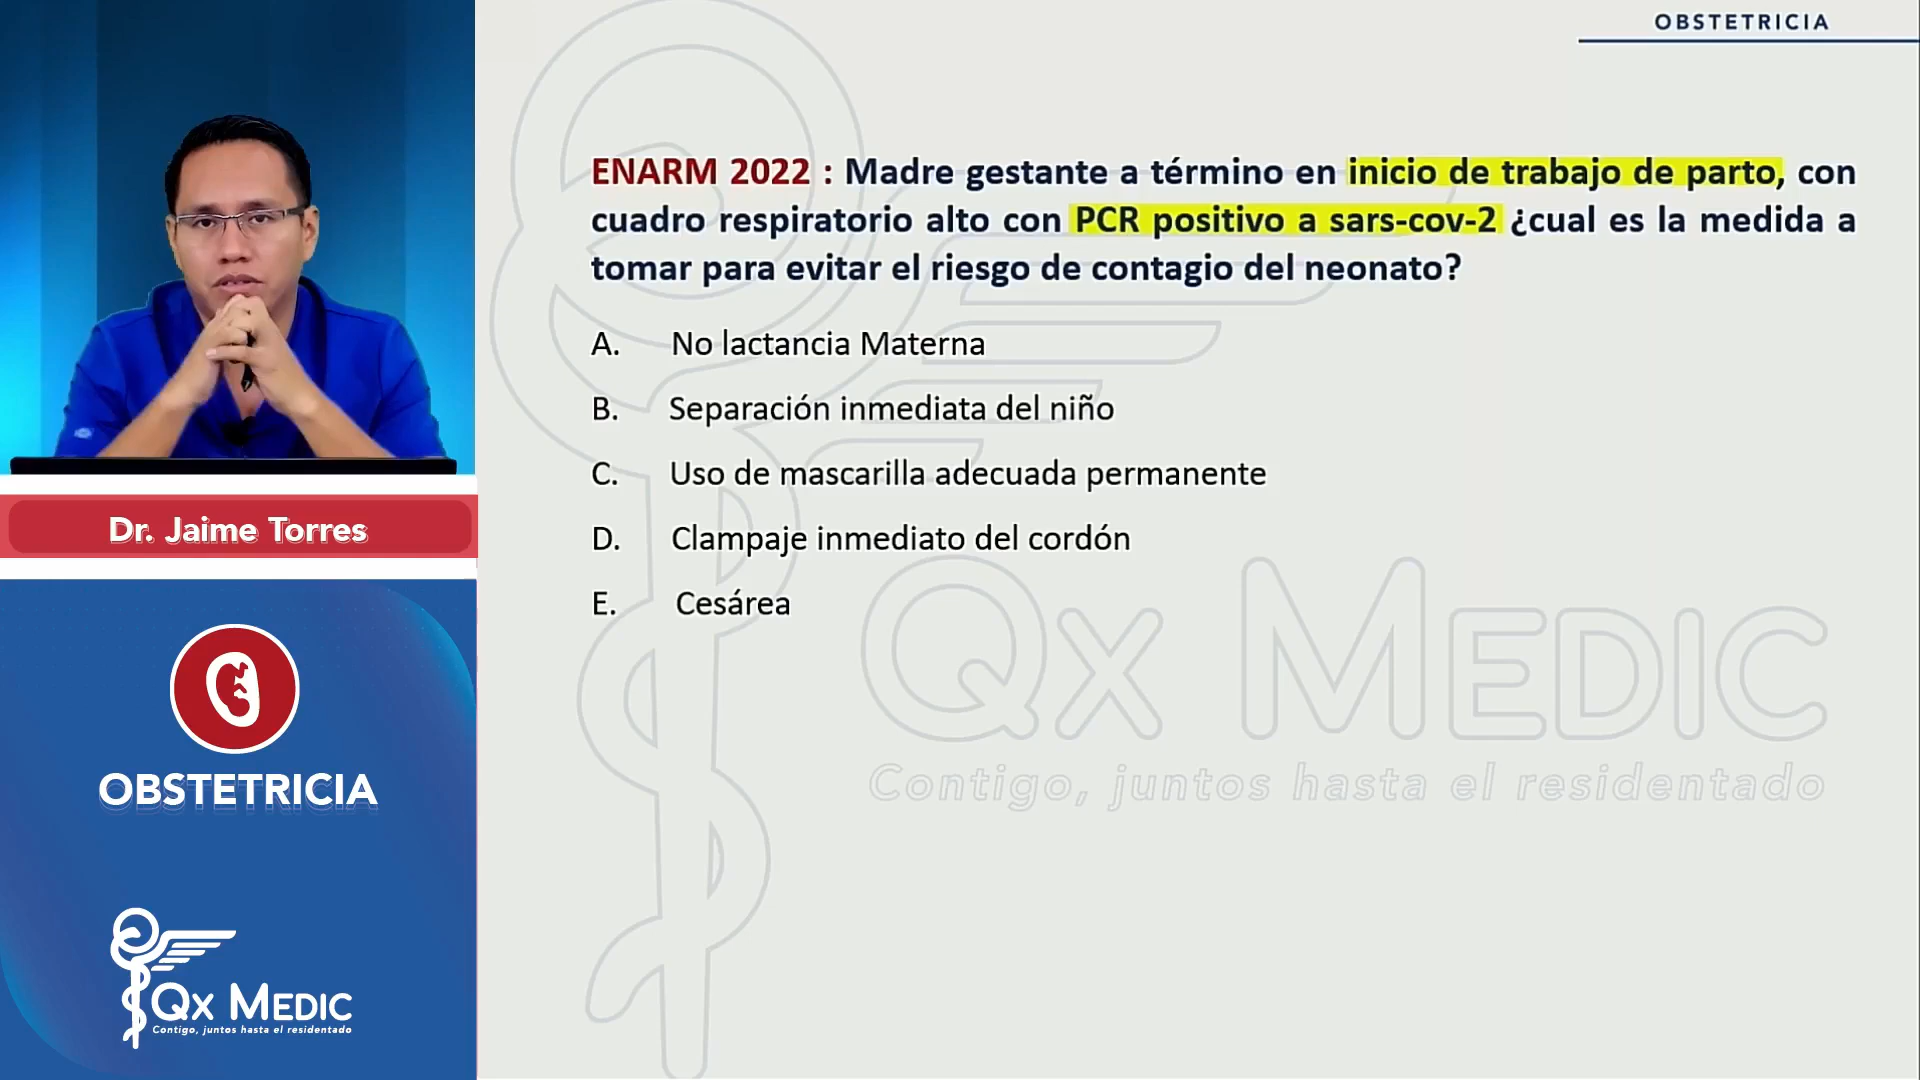 OBSTETRICIA
ENARM 2022 : Madre gestante a término en inicio de trabajo de parto, con
cuadro respiratorio alto con PCR positivo a sars-cov-2 ¿cual es la medida a
tomar para evitar el riesgo de contagio del neonato?
A. No lactancia Materna
B. Separación inmediata del niño
C. Uso de mascarilla adecuada permanente
D. Clampaje inmediato del cordón
E. Cesárea
Dr. Jaime Torres
OBSTETRICIA
QX MEDIC
Contigo, juntos hasta el residentado
QX MEDIC
Contigo, juntos hasta el residentado